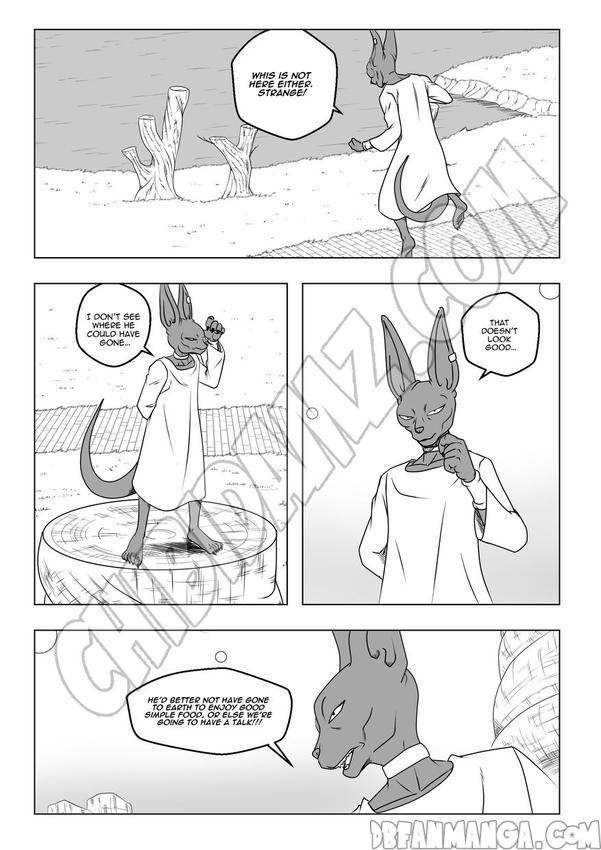 WHIS IS NOT
HERE EITHER.
STRANGE!
I DON'T SEE
WHERE HE
COULD HAVE
GONE...
THAT
DOESN'T
LOOK
GOOD...
HE'D BETTER NOT HAVE GONE
TO EARTH TO ENJOY GOOD
SIMPLE FOOD, OR ELSE WE'RE
GOING TO HAVE A TALK!!!
CHIBIDAMZ.COM
DBFANMANGA.COM